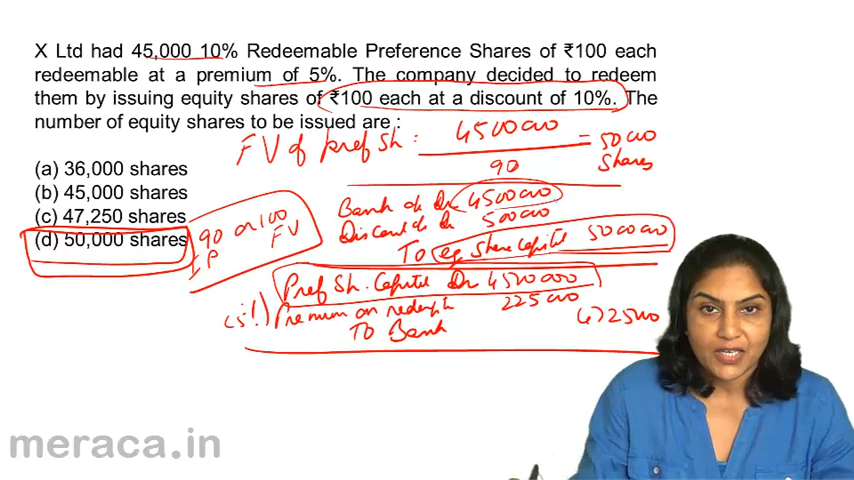 X Ltd had 45,000 10% Redeemable Preference Shares of ₹100 each
redeemable at a premium of 5%. The company decided to redeem
them by issuing equity shares of ₹100 each at a discount of 10%. The
number of equity shares to be issued are :
FV of pref Sh : 4500000 = 50000
90 Shares
(a) 36,000 shares
(b) 45,000 shares
(c) 47,250 shares
(d) 50,000 shares
90 or 100
IP FV
Bank a/c Dr 4500000
Discount a/c Dr 500000
To eq Share Capital 5000000
Pref Sh. Capital Dr 4500000
(5%) Premium on redemptn 225000
To Bank 4725000
meraca.in